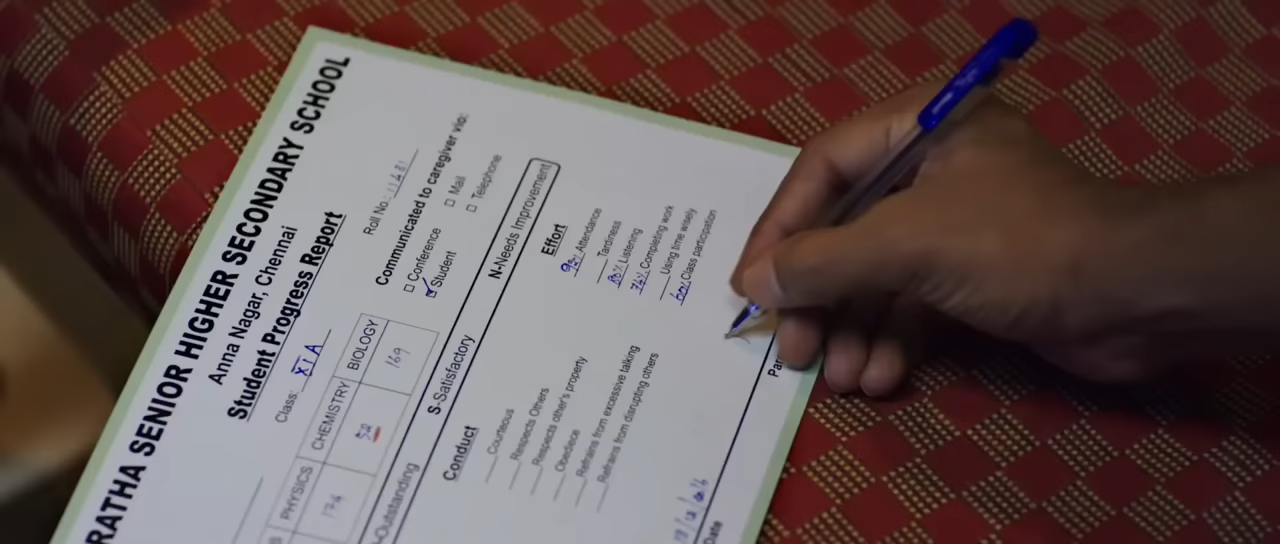 RATHA SENIOR HIGHER SECONDARY SCHOOL
Anna Nagar, Chennai
Student Progress Report
Class: XI A
Roll No:
Communicated to caregiver via:
Conference
Mail
Student
Telephone
PHYSICS CHEMISTRY BIOLOGY
174 52 169
Outstanding S-Satisfactory N-Needs Improvement
Conduct
Courteous
Respects Others
Respects other's property
Obediece
Refrains from excessive talking
Refrains from disrupting others
Effort
Attendance
Tardiness
Listening
Completing work
Using time wisely
60% Class participation
Date